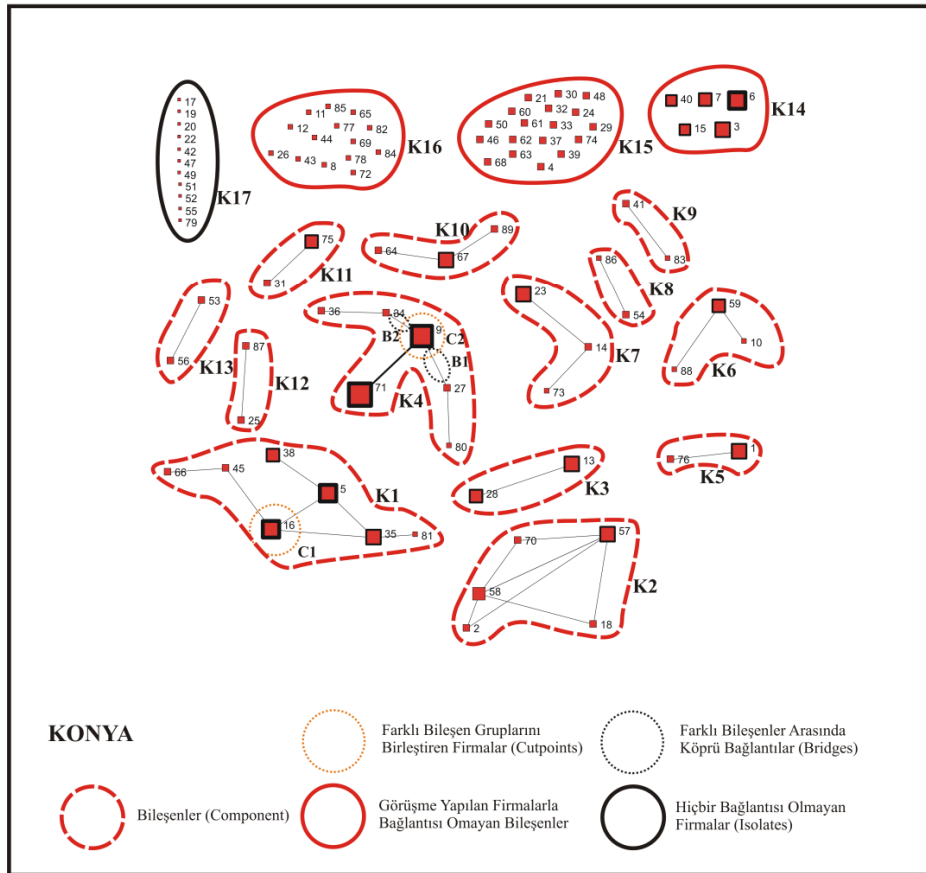 17
19
20
22
42
47
49
51
52
55
79
K17
85
11
65
12
77
82
44
69
84
26
43
78
8
72
K16
30
21
48
32
60
24
50
61
33
29
46
62
37
74
63
39
68
4
K15
40
7
6
15
3
K14
41
83
K9
86
54
K8
75
31
K11
64
67
89
K10
53
56
K13
87
25
K12
36
84
B2
9
C2
B1
71
27
80
K4
23
14
73
K7
59
10
88
K6
66
45
38
5
16
35
81
C1
K1
13
28
K3
76
1
K5
70
57
58
2
18
K2
KONYA
Farklı Bileşen Gruplarını
Birleştiren Firmalar (Cutpoints)
Farklı Bileşenler Arasında
Köprü Bağlantılar (Bridges)
Bileşenler (Component)
Görüşme Yapılan Firmalarla
Bağlantısı Omayan Bileşenler
Hiçbir Bağlantısı Olmayan
Firmalar (Isolates)